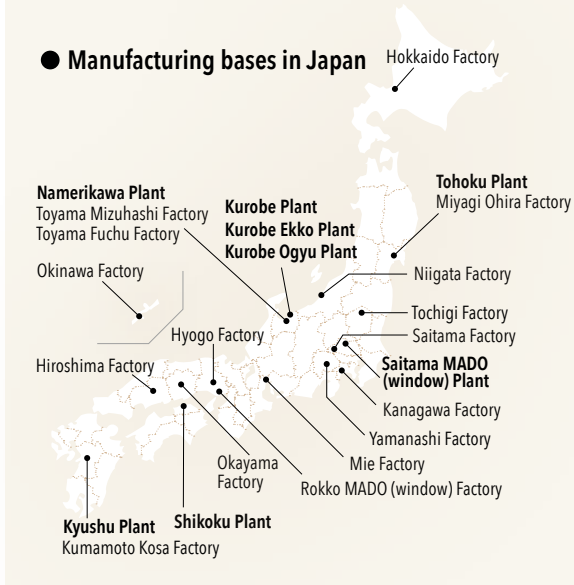 ● Manufacturing bases in Japan
Hokkaido Factory
Namerikawa Plant
Toyama Mizuhashi Factory
Toyama Fuchu Factory
Kurobe Plant
Kurobe Ekko Plant
Kurobe Ogyu Plant
Tohoku Plant
Miyagi Ohira Factory
Okinawa Factory
Niigata Factory
Tochigi Factory
Hyogo Factory
Saitama Factory
Hiroshima Factory
Saitama MADO
(window) Plant
Kanagawa Factory
Yamanashi Factory
Okayama
Factory
Mie Factory
Rokko MADO (window) Factory
Kyushu Plant
Kumamoto Kosa Factory
Shikoku Plant